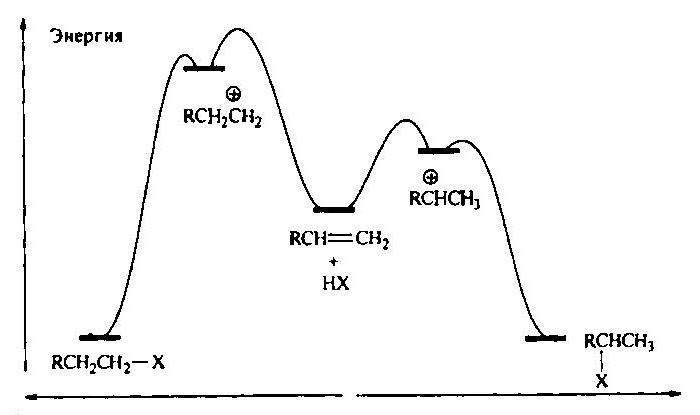 Энергия
⊕
RCH₂CH₂
⊕
RCHCH₃
RCH=CH₂
+
HX
RCH₂CH₂—X
RCHCH₃
|
X